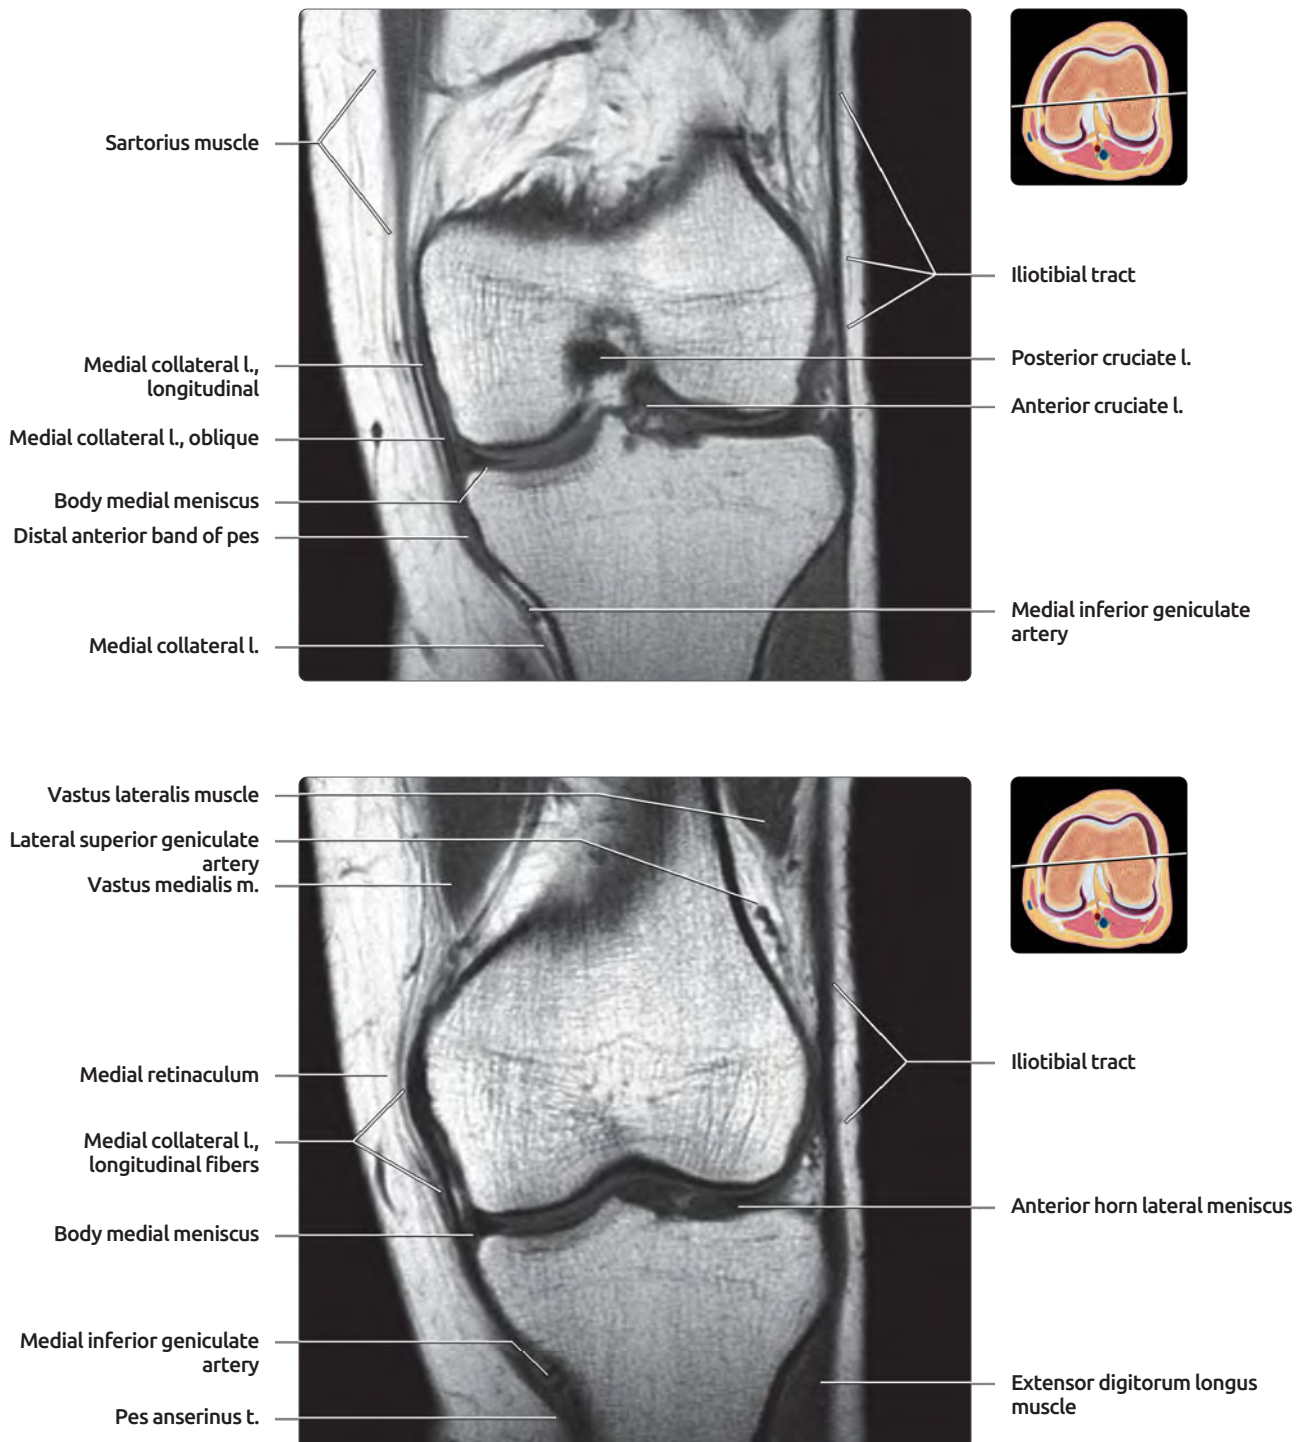 Sartorius muscle
Medial collateral l.,
longitudinal
Medial collateral l., oblique
Body medial meniscus
Distal anterior band of pes
Medial collateral l.
Iliotibial tract
Posterior cruciate l.
Anterior cruciate l.
Medial inferior geniculate
artery
Vastus lateralis muscle
Lateral superior geniculate
artery
Vastus medialis m.
Medial retinaculum
Medial collateral l.,
longitudinal fibers
Body medial meniscus
Medial inferior geniculate
artery
Pes anserinus t.
Iliotibial tract
Anterior horn lateral meniscus
Extensor digitorum longus
muscle